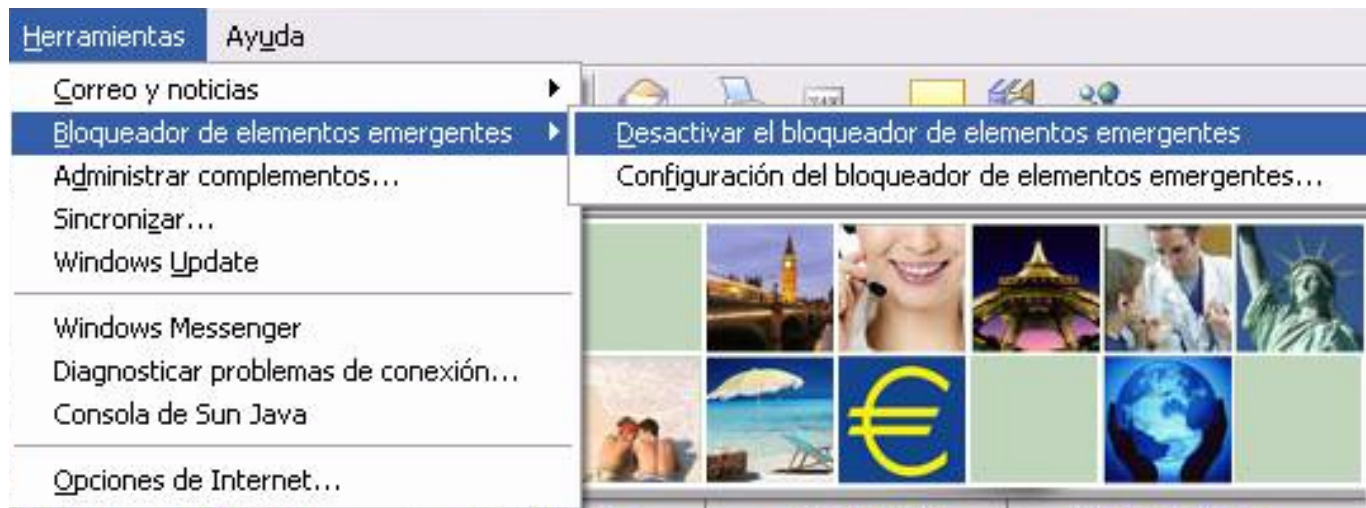 Herramientas Ayuda
Correo y noticias
Bloqueador de elementos emergentes
Desactivar el bloqueador de elementos emergentes
Configuración del bloqueador de elementos emergentes...
Administrar complementos...
Sincronizar...
Windows Update
Windows Messenger
Diagnosticar problemas de conexión...
Consola de Sun Java
Opciones de Internet...
€